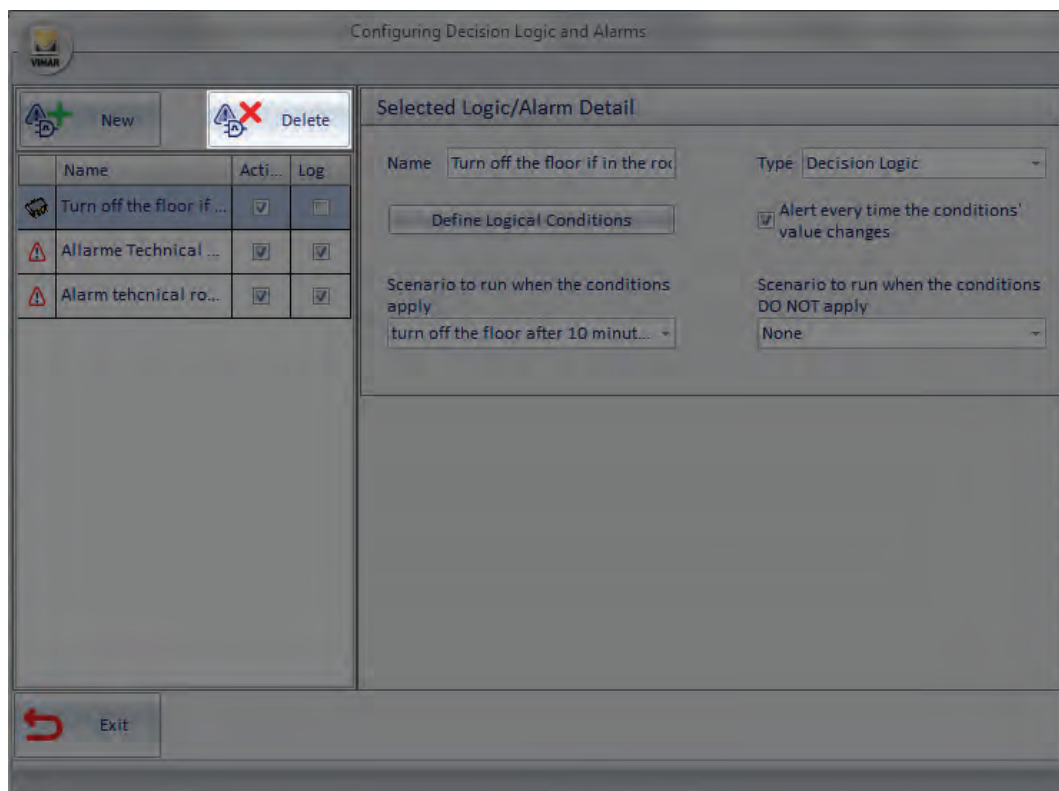 Configuring Decision Logic and Alarms
VIMAR
New
Delete
Selected Logic/Alarm Detail
Name Acti... Log
Turn off the floor if ...
Allarme Technical ...
Alarm tehcnical ro...
Name Turn off the floor if in the roo
Type Decision Logic
Define Logical Conditions
Alert every time the conditions'
value changes
Scenario to run when the conditions
apply
turn off the floor after 10 minut...
Scenario to run when the conditions
DO NOT apply
None
Exit